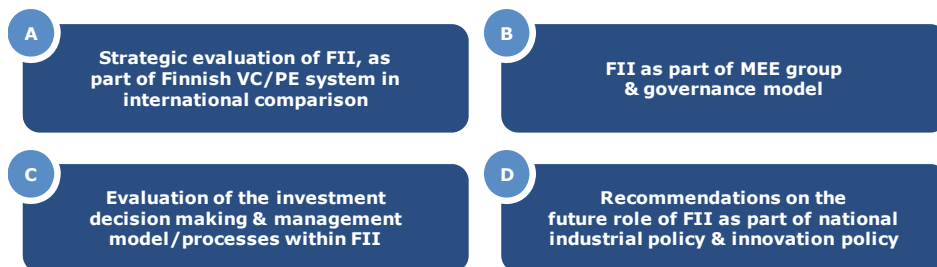 A
Strategic evaluation of FII, as
part of Finnish VC/PE system in
international comparison
B
FII as part of MEE group
& governance model
C
Evaluation of the investment
decision making & management
model/processes within FII
D
Recommendations on the
future role of FII as part of national
industrial policy & innovation policy